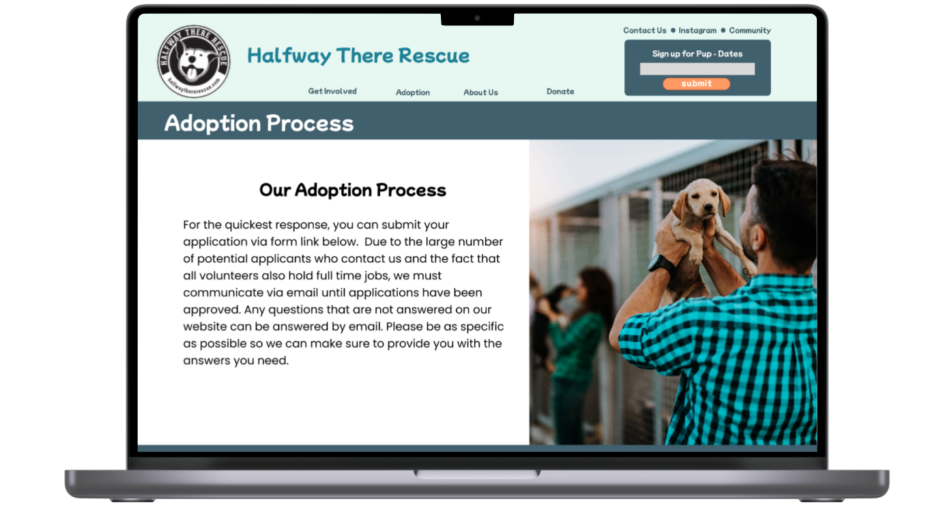 HALFWAY THERE RESCUE
halfwaythererescue.com
Halfway There Rescue
Contact Us Instagram Community
Sign up for Pup - Dates
submit
Get Involved Adoption About Us Donate
Adoption Process
Our Adoption Process
For the quickest response, you can submit your
application via form link below. Due to the large number
of potential applicants who contact us and the fact that
all volunteers also hold full time jobs, we must
communicate via email until applications have been
approved. Any questions that are not answered on our
website can be answered by email. Please be as specific
as possible so we can make sure to provide you with the
answers you need.